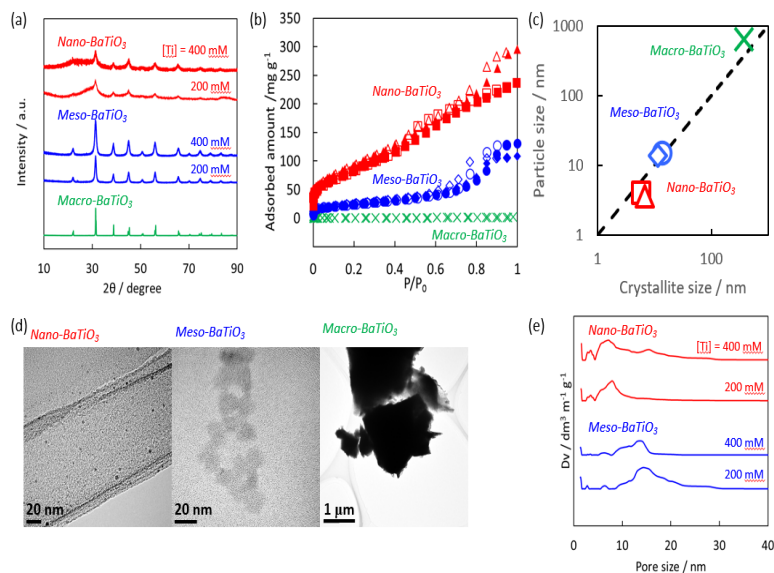 (a)
Nano-BaTiO3
[Ti] = 400 mM
200 mM
Meso-BaTiO3
400 mM
200 mM
Macro-BaTiO3
Intensity / a.u.
10 30 50 70 90
2θ / degree
(b)
350
300
250
200
150
100
50
0
Adsorbed amount /mg g-1
Nano-BaTiO3
Meso-BaTiO3
Macro-BaTiO3
0 0.2 0.4 0.6 0.8 1
P/P0
(c)
1000
100
10
1
Particle size / nm
Macro-BaTiO3
Meso-BaTiO3
Nano-BaTiO3
1 100
Crystallite size / nm
(d)
Nano-BaTiO3
Meso-BaTiO3
Macro-BaTiO3
20 nm
20 nm
1 µm
(e)
Nano-BaTiO3
[Ti] = 400 mM
200 mM
Meso-BaTiO3
400 mM
200 mM
Dv / dm3 m-1 g-1
0 10 20 30 40
Pore size / nm